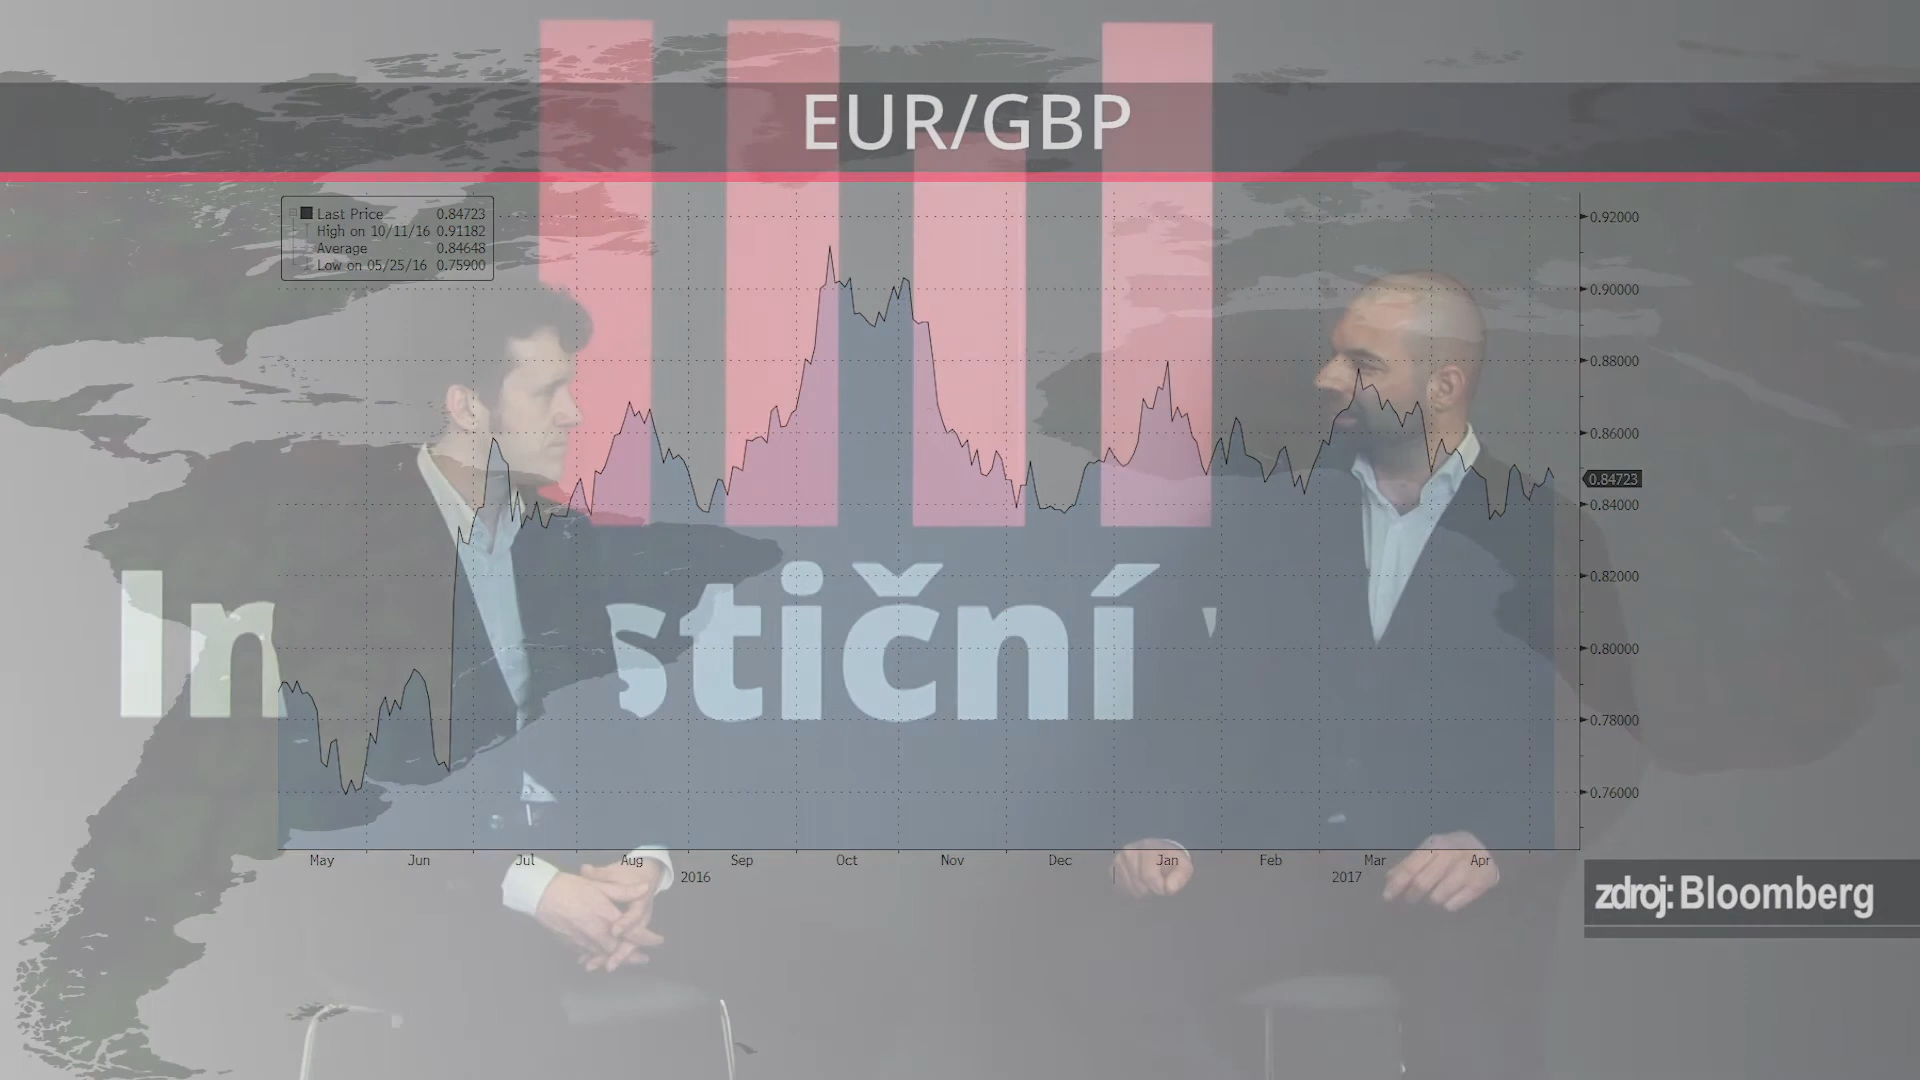 EUR/GBP
Last Price 0.84723
High on 10/11/16 0.91182
Average 0.84648
Low on 05/25/16 0.75900
0.92000
0.90000
0.88000
0.86000
0.84723
0.84000
0.82000
0.80000
0.78000
0.76000
In stiční
May Jun Jul Aug Sep Oct Nov Dec Jan Feb Mar Apr
2016 2017
zdroj: Bloomberg